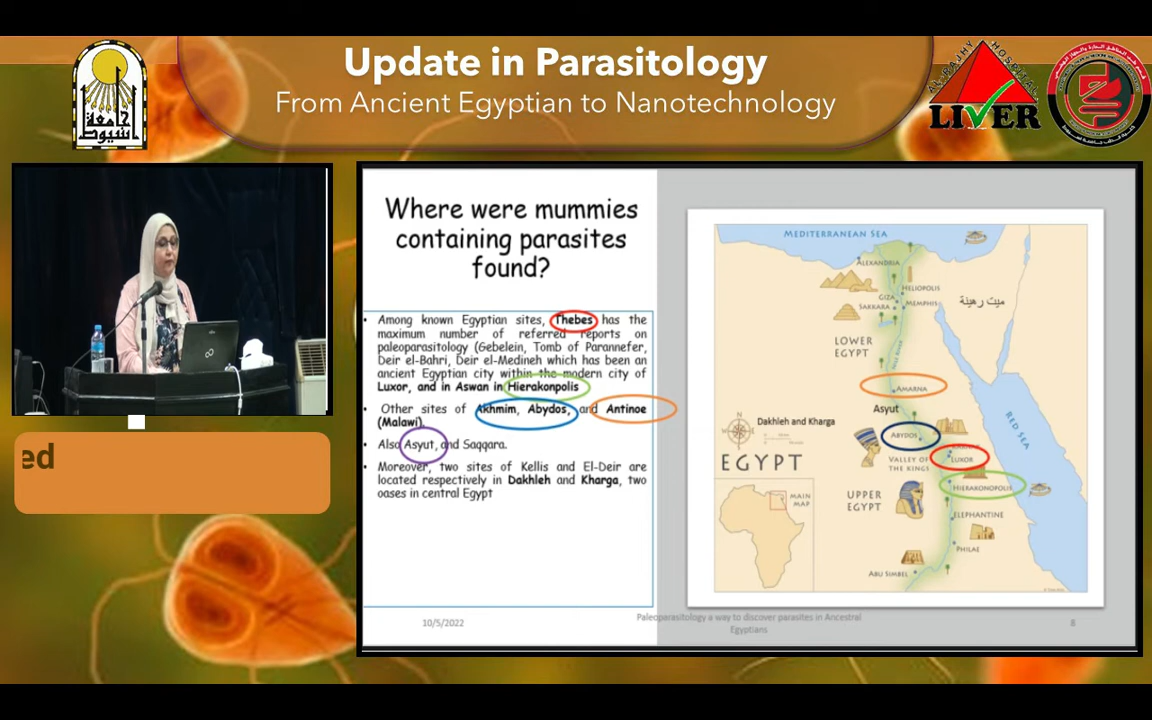 Update in Parasitology
From Ancient Egyptian to Nanotechnology
جامعة
أسيوط
AL-RAJHY HOSPITAL
LIVER
ed
Where were mummies
containing parasites
found?
• Among known Egyptian sites, Thebes has the
maximum number of referred reports on
paleoparasitology (Gebelein, Tomb of Parannefer,
Deir el-Bahri, Deir el-Medineh which has been an
ancient Egyptian city within the modern city of
Luxor, and in Aswan in Hierakonpolis
• Other sites of Akhmim, Abydos, and Antinoe
(Malawi).
• Also Asyut, and Saqqara.
• Moreover, two sites of Kellis and El-Deir are
located respectively in Dakhleh and Kharga, two
oases in central Egypt
MEDITERRANEAN SEA
ALEXANDRIA
HELIOPOLIS
GIZA
SAKKARA
MEMPHIS
ميت رهينة
LOWER
EGYPT
AMARNA
Asyut
Dakhleh and Kharga
N
ABYDOS
RED SEA
VALLEY OF
THE KINGS
LUXOR
EGYPT
HIERAKONOPOLIS
MAIN
MAP
UPPER
EGYPT
ELEPHANTINE
PHILAE
ABU SIMBEL
10/5/2022
Paleoparasitology a way to discover parasites in Ancestral
Egyptians
8